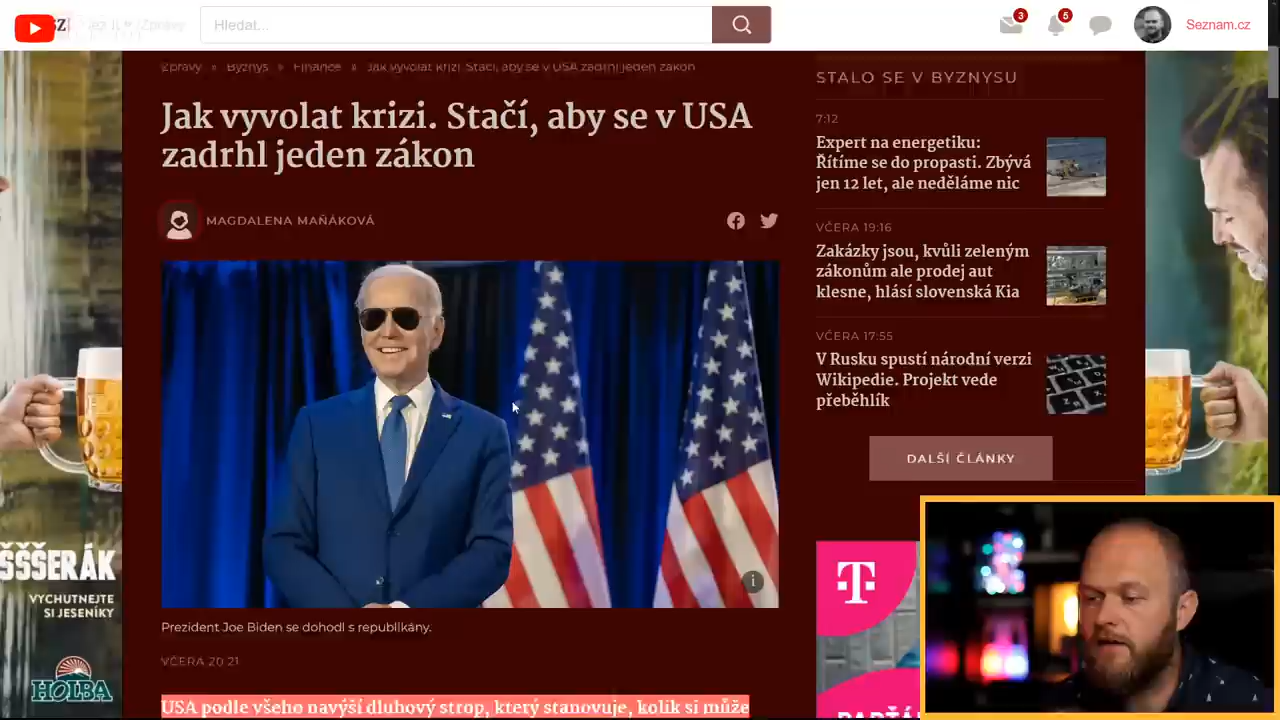 Hledat...
3
5
Seznam.cz
Zprávy » Byznys » Finance » Jak vyvolat krizi. Stačí, aby se v USA zadrhl jeden zákon
Jak vyvolat krizi. Stačí, aby se v USA
zadrhl jeden zákon
MAGDALENA MAŇÁKOVÁ
Prezident Joe Biden se dohodl s republikány.
VČERA 20 21
USA podle všeho navýší dluhový strop, který stanovuje, kolik si může
STALO SE V BYZNYSU
7:12
Expert na energetiku:
Řítíme se do propasti. Zbývá
jen 12 let, ale neděláme nic
VČERA 19:16
Zakázky jsou, kvůli zeleným
zákonům ale prodej aut
klesne, hlásí slovenská Kia
VČERA 17:55
V Rusku spustí národní verzi
Wikipedie. Projekt vede
přeběhlík
DALŠÍ ČLÁNKY
T
ŠŠŠERÁK
VYCHUTNEJTE
SI JESENÍKY
HOLBA